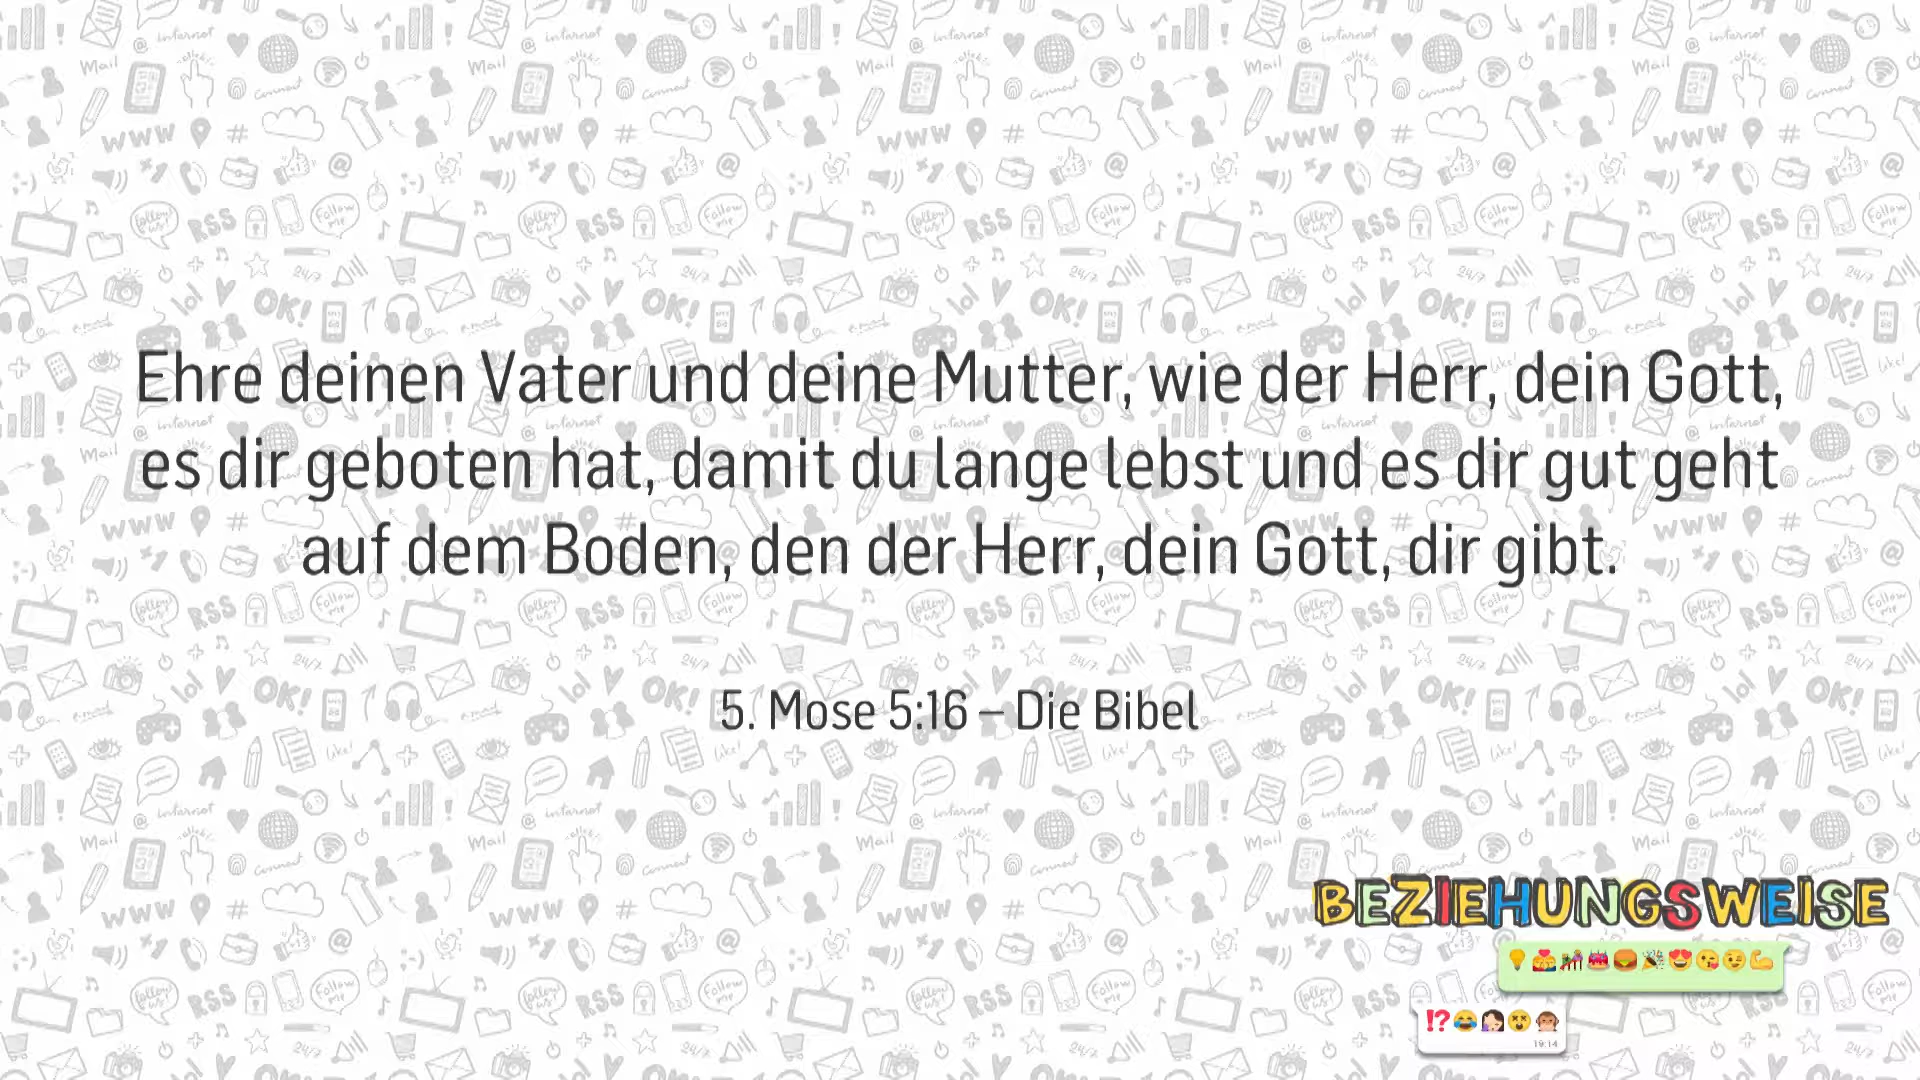 Ehre deinen Vater und deine Mutter, wie der Herr, dein Gott,
es dir geboten hat, damit du lange lebst und es dir gut geht
auf dem Boden, den der Herr, dein Gott, dir gibt.
5. Mose 5:16 – Die Bibel
BEZIEHUNGSWEISE
19:14